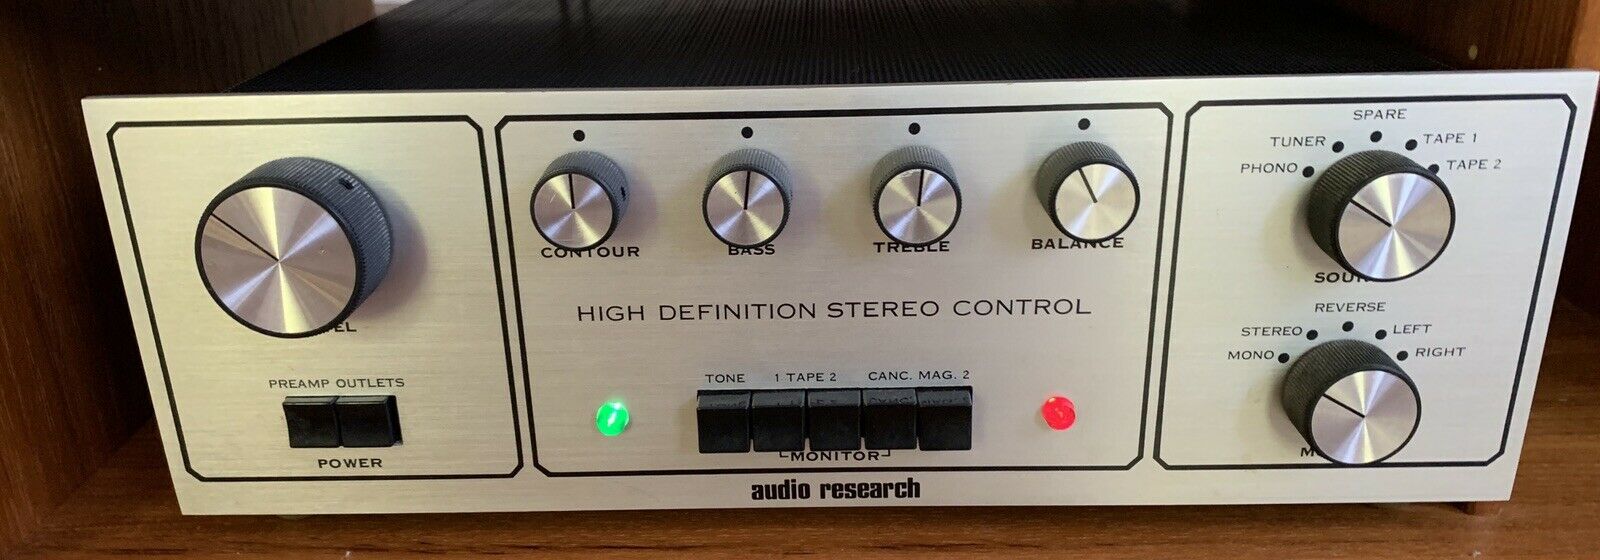 PREAMP OUTLETS
POWER
CONTOUR
BASS
TREBLE
BALANCE
HIGH DEFINITION STEREO CONTROL
TONE
1 TAPE 2
CANC. MAG. 2
MONITOR
audio research
SPARE
TUNER
TAPE 1
PHONO
TAPE 2
REVERSE
STEREO
LEFT
MONO
RIGHT